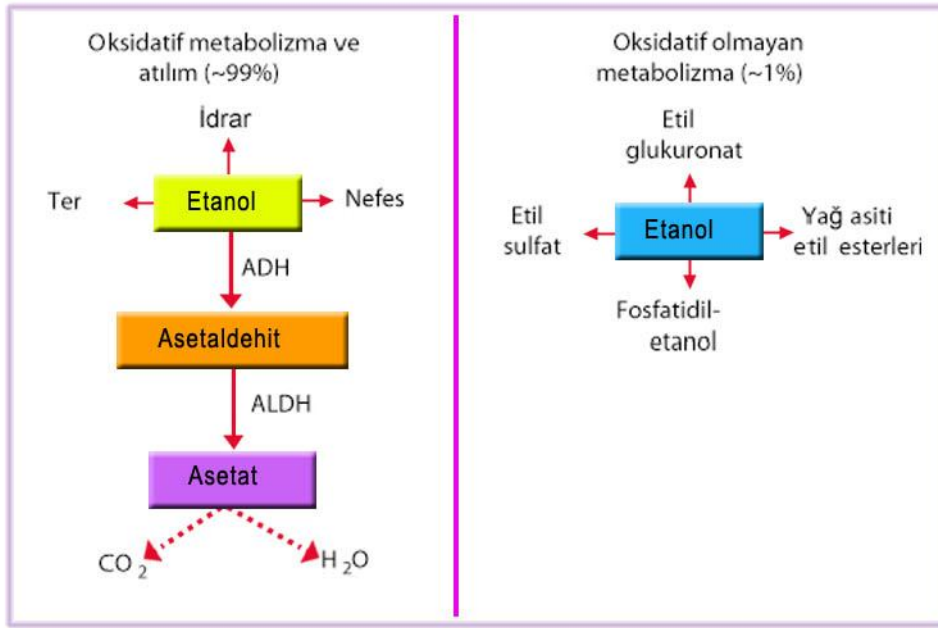 Oksidatif metabolizma ve
atılım (~99%)
İdrar
Ter
Etanol
Nefes
ADH
Asetaldehit
ALDH
Asetat
CO 2
H 2O
Oksidatif olmayan
metabolizma (~1%)
Etil
glukuronat
Etil
sulfat
Etanol
Yağ asiti
etil esterleri
Fosfatidil-
etanol